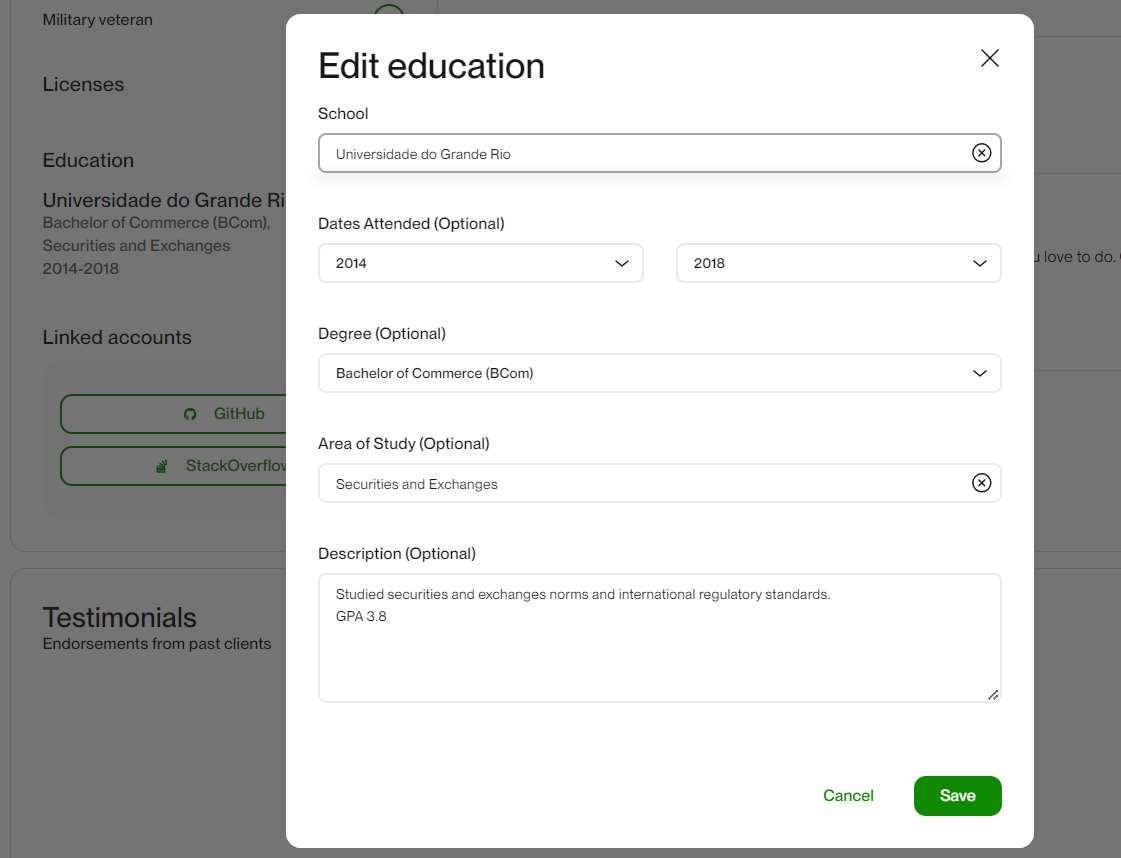 Military veteran
Licenses
Education
Universidade do Grande Ri
Bachelor of Commerce (BCom),
Securities and Exchanges
2014-2018
Linked accounts
GitHub
StackOverflow
Testimonials
Endorsements from past clients
Edit education
School
Universidade do Grande Rio
Dates Attended (Optional)
2014
2018
Degree (Optional)
Bachelor of Commerce (BCom)
Area of Study (Optional)
Securities and Exchanges
Description (Optional)
Studied securities and exchanges norms and international regulatory standards.
GPA 3.8
Cancel
Save
u love to do.